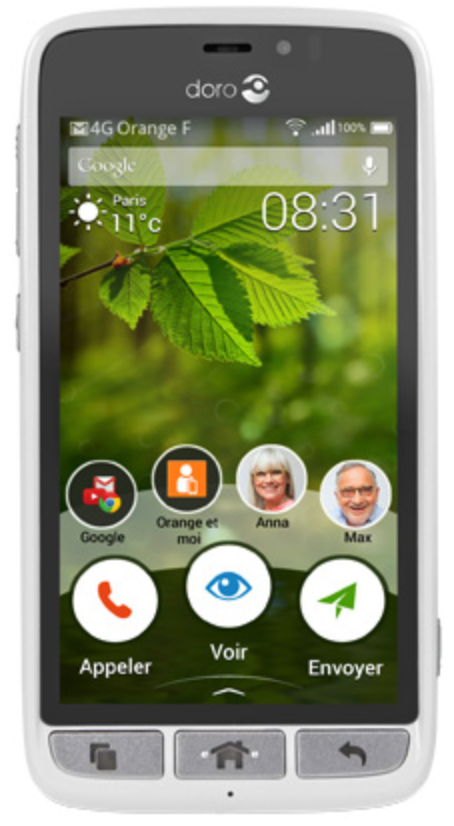 doro
4G Orange F 100%
Google
Paris
11°c
08:31
Google
Orange et
moi
Anna
Max
Appeler
Voir
Envoyer